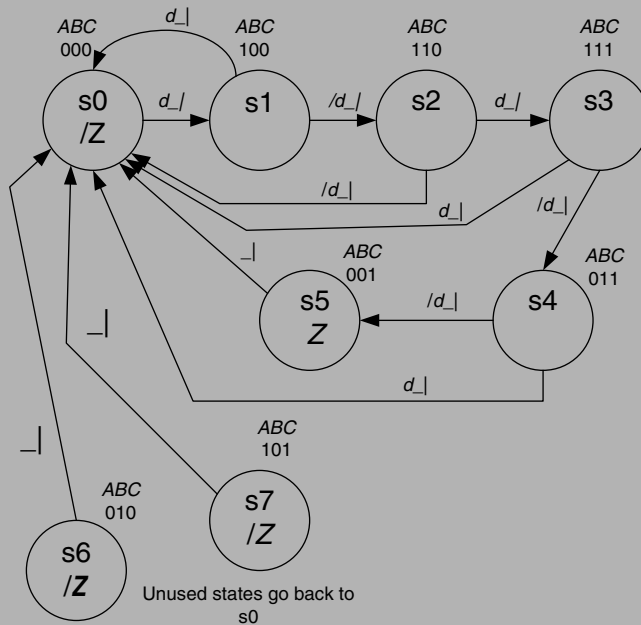 ABC
000
d_|
ABC
100
ABC
110
ABC
111
s0
/Z
d_|
s1
/d_|
s2
d_|
s3
/d_|
d_|
/d_|
_|
ABC
001
s5
Z
/d_|
s4
ABC
011
_|
d_|
_|
ABC
101
s7
/Z
ABC
010
s6
/Z
Unused states go back to
s0